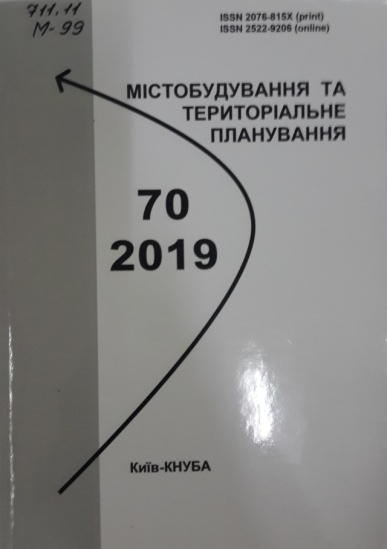 711.11
М-99
ISSN 2076-815X (print)
ISSN 2522-9206 (online)
МІСТОБУДУВАННЯ ТА
ТЕРИТОРІАЛЬНЕ
ПЛАНУВАННЯ
70
2019
Київ-КНУБА